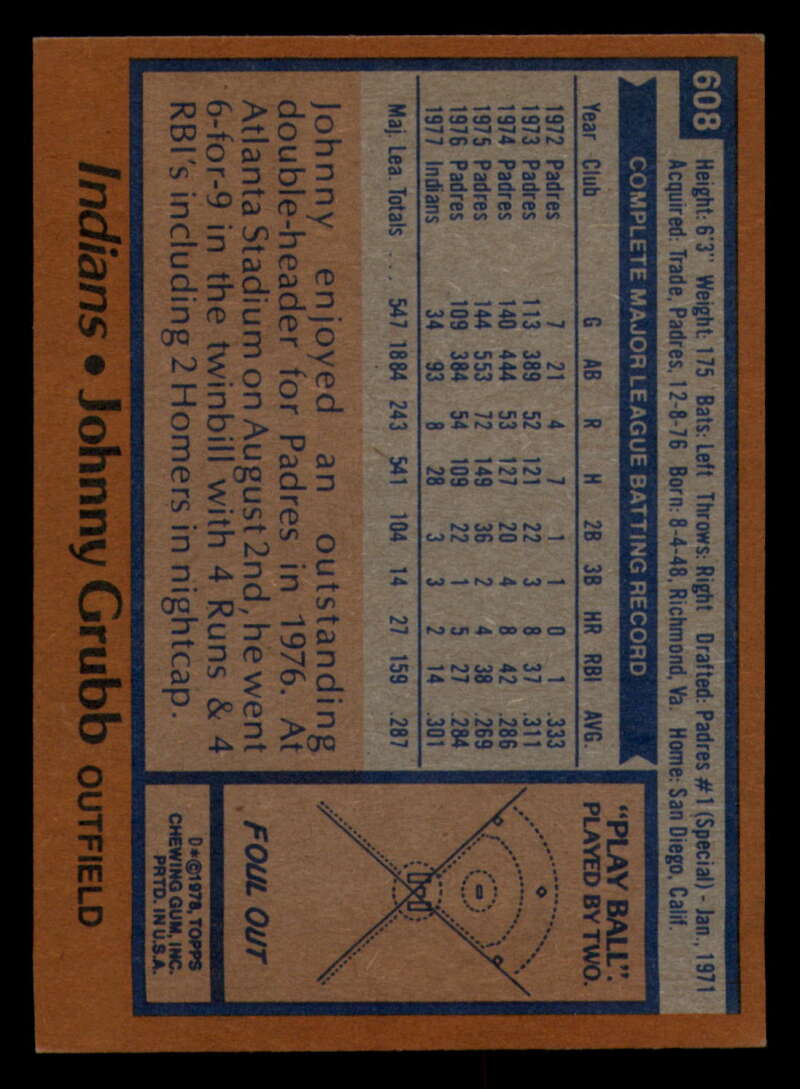 608
Height: 6'3" Weight: 175 Bats: Left Throws: Right Drafted: Padres #1 (Special) - Jan., 1971
Acquired: Trade, Padres, 12-8-76 Born: 8-4-48, Richmond, Va Home: San Diego, Calif.
COMPLETE MAJOR LEAGUE BATTING RECORD
Year Club G AB R H 2B 3B HR RBI AVG.
1972 Padres 7 21 4 7 1 1 0 1 .333
1973 Padres 113 389 52 121 22 3 8 37 .311
1974 Padres 140 444 53 127 20 4 8 42 .286
1975 Padres 144 553 72 149 36 2 4 38 .269
1976 Padres 109 384 54 109 22 1 5 27 .284
1977 Indians 34 93 8 28 3 3 2 14 .301
Maj. Lea. Totals ... 547 1884 243 541 104 14 27 159 .287
Johnny enjoyed an outstanding
double-header for Padres in 1976. At
Atlanta Stadium on August 2nd, he went
6-for-9 in the twinbill with 4 Runs & 4
RBI's including 2 Homers in nightcap.
"PLAY BALL":
PLAYED BY TWO.
FOUL OUT
D*©1978, TOPPS
CHEWING GUM, INC.
PRTD. IN U.S.A.
Indians • Johnny Grubb OUTFIELD